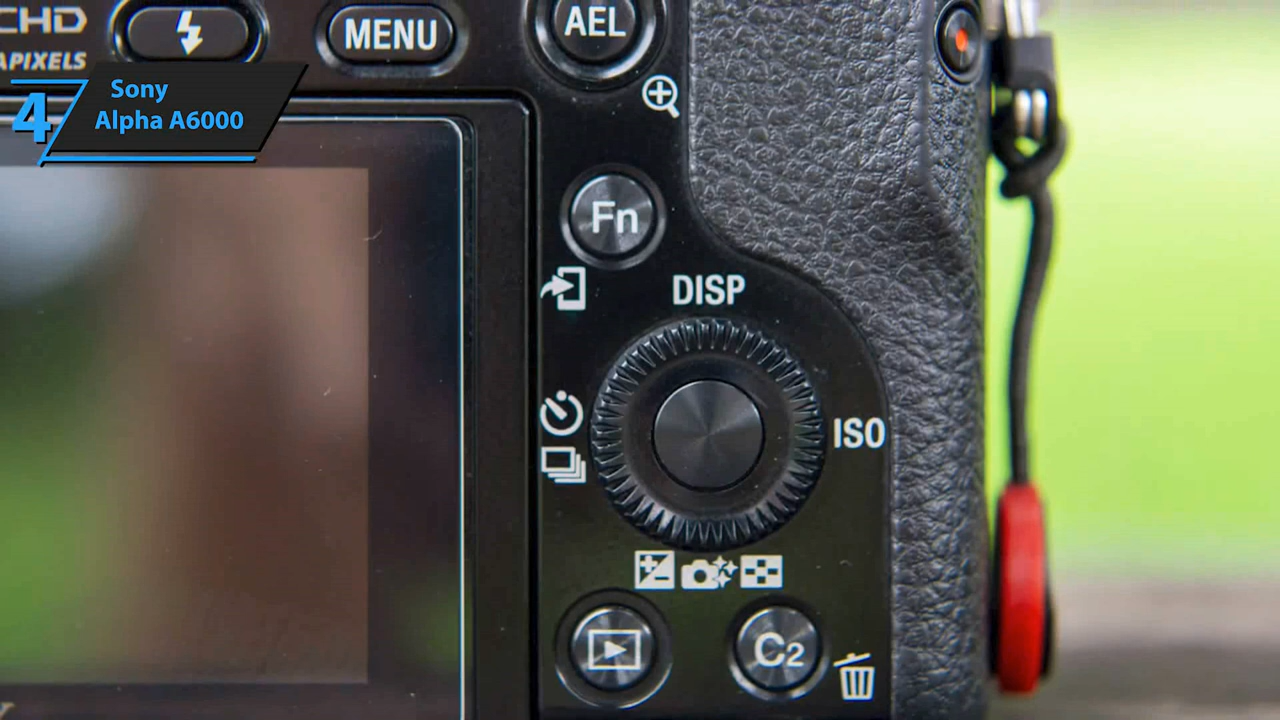 CHD
MENU
AEL
APIXELS
4
Sony
Alpha A6000
Fn
DISP
ISO
C2